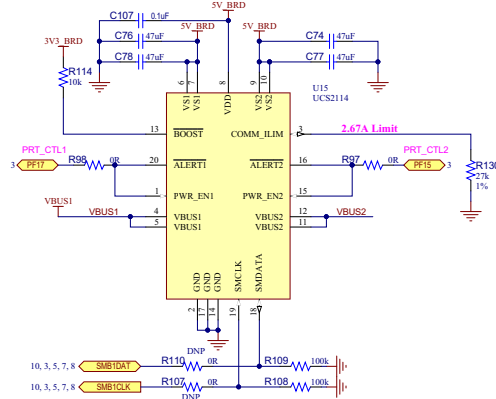 5V_BRD
C107 0.1uF
5V_BRD 5V_BRD
C76 47uF C74 47uF
3V3_BRD
C78 47uF C77 47uF
R114
10k
6 7 8 9 10
VS1 VS1 VDD VS2 VS2
U15
UCS2114
13 BOOST COMM_ILIM 3 2.67A Limit
PRT_CTL1 PRT_CTL2
3 PF17 R98 0R 20 ALERT1 ALERT2 16 R97 0R PF15 3
R130
27k
1%
1 PWR_EN1 PWR_EN2 15
VBUS1
VBUS1 4 VBUS1 VBUS2 12 VBUS2
5 VBUS1 VBUS2 11
GND GND GND SMCLK SMDATA
2 17 14 19 18
DNP
10, 3, 5, 7, 8 SMB1DAT R110 0R R109 100k
10, 3, 5, 7, 8 SMB1CLK R107 0R R108 100k
DNP